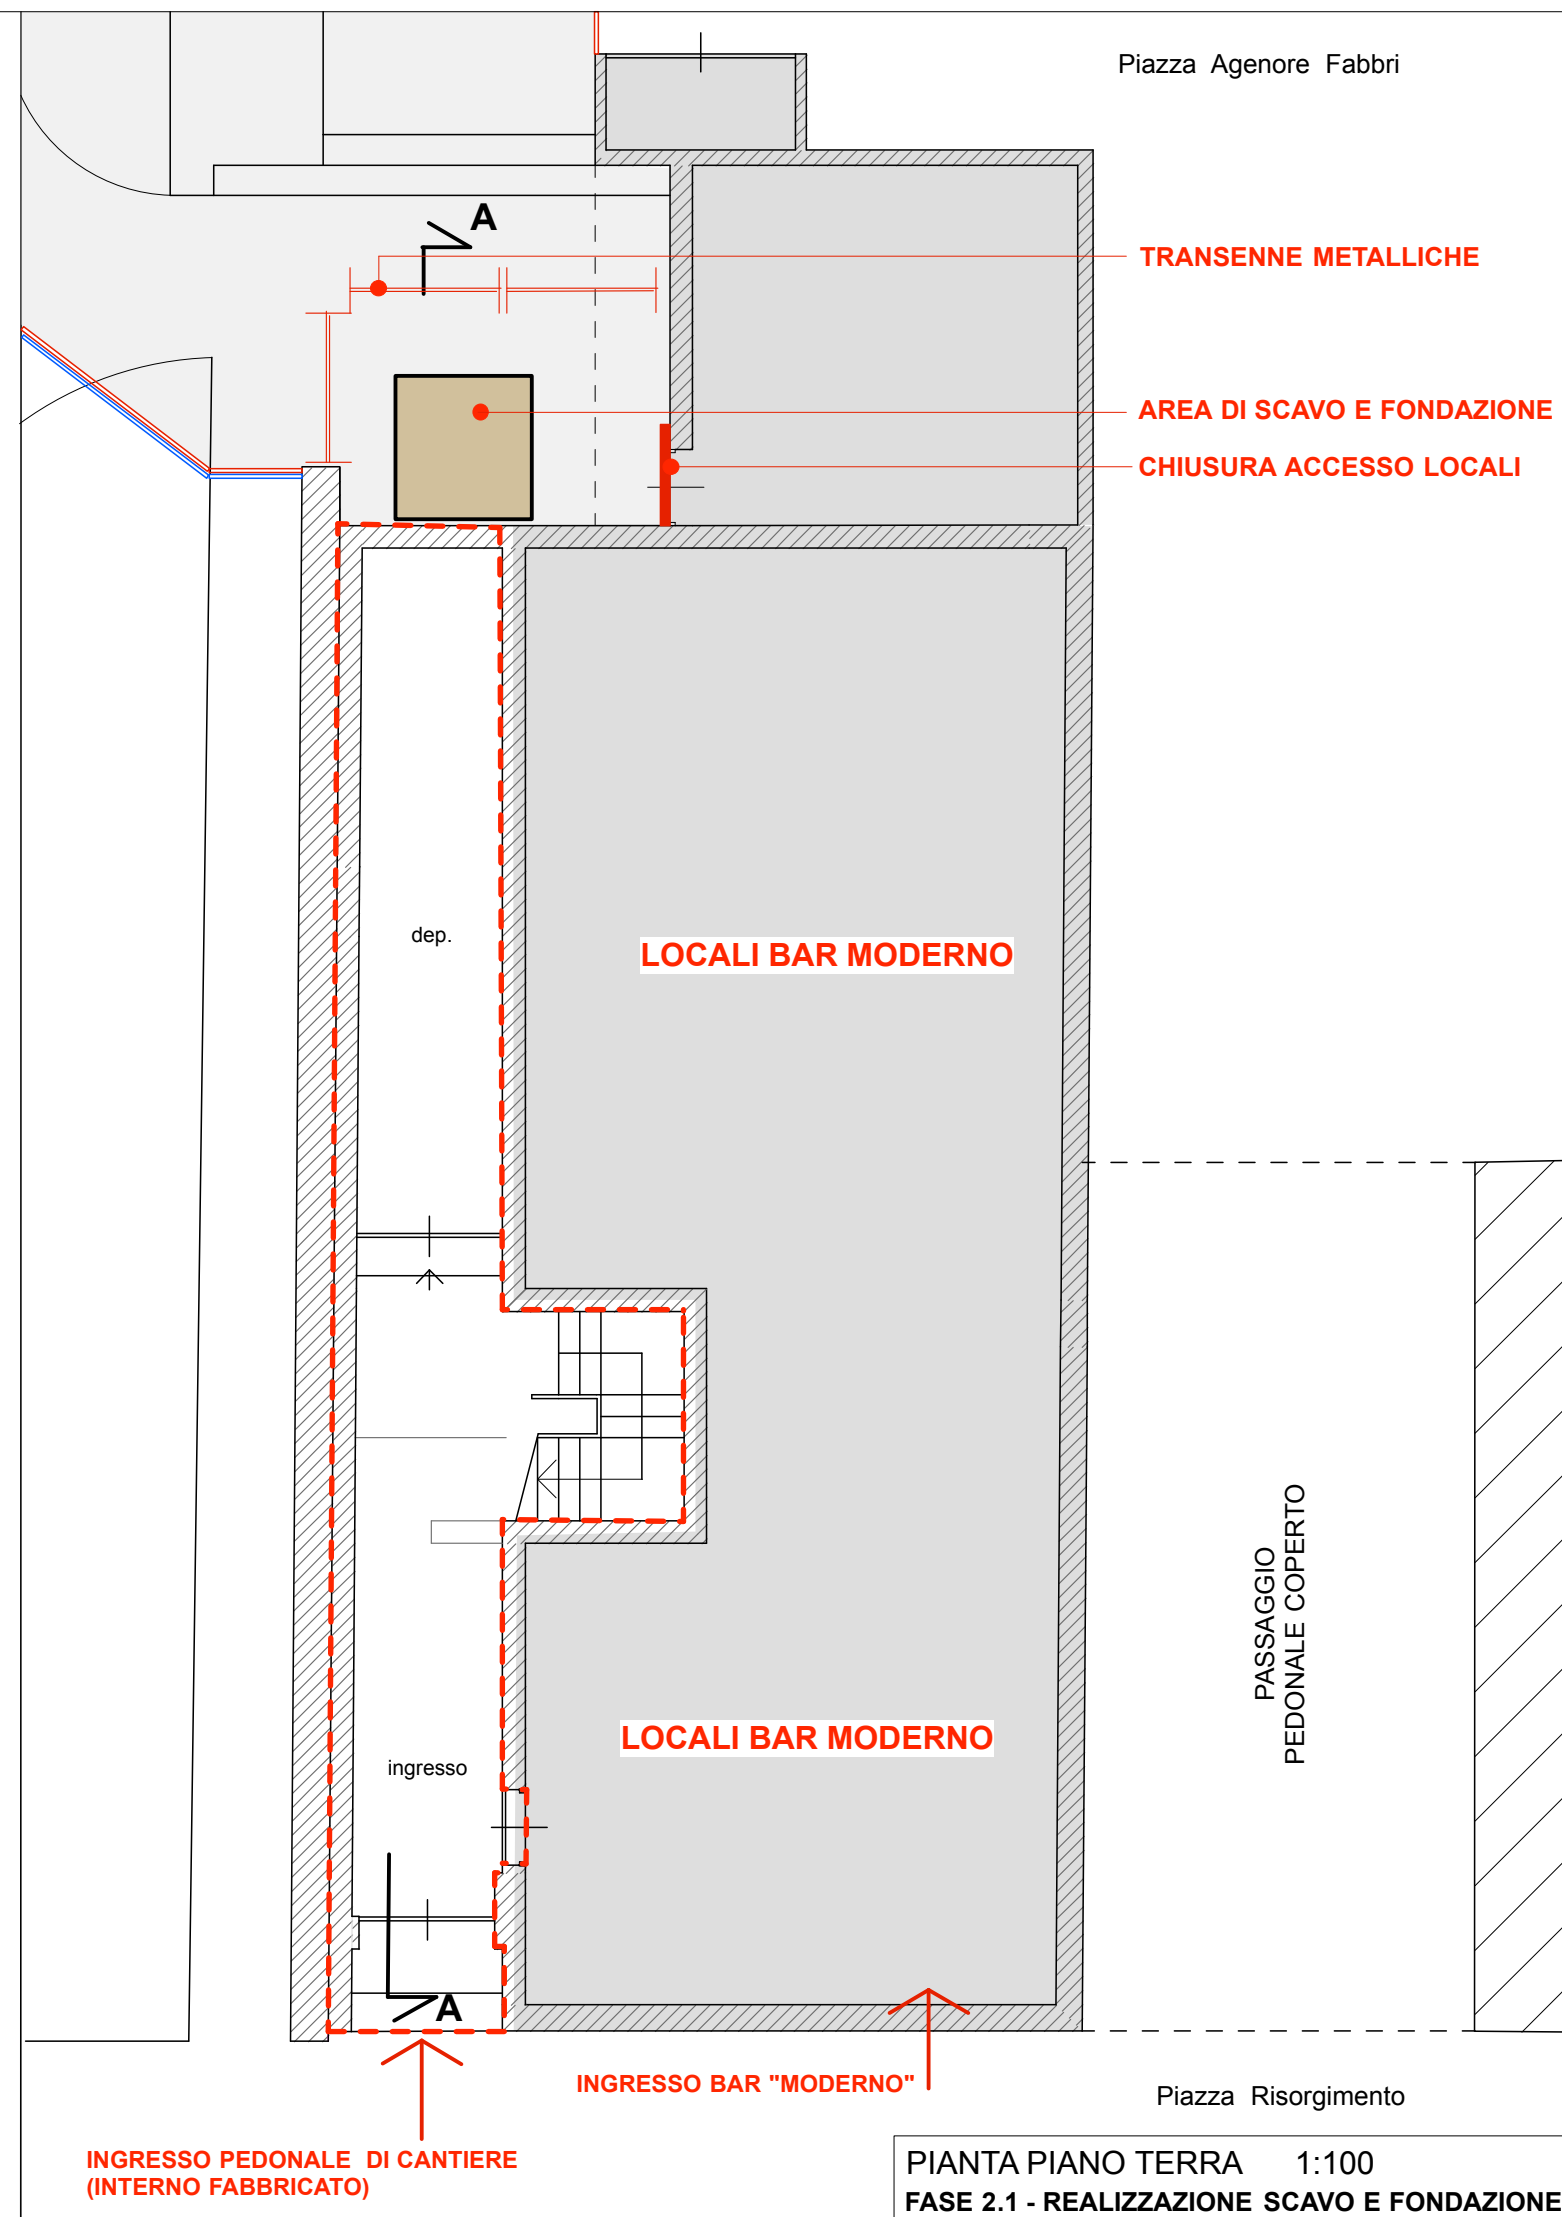 Piazza Agenore Fabbri
A
TRANSENNE METALLICHE
AREA DI SCAVO E FONDAZIONE
CHIUSURA ACCESSO LOCALI
dep.
LOCALI BAR MODERNO
PASSAGGIO
PEDONALE COPERTO
LOCALI BAR MODERNO
ingresso
A
INGRESSO BAR "MODERNO"
Piazza Risorgimento
INGRESSO PEDONALE DI CANTIERE
(INTERNO FABBRICATO)
PIANTA PIANO TERRA 1:100
FASE 2.1 - REALIZZAZIONE SCAVO E FONDAZIONE